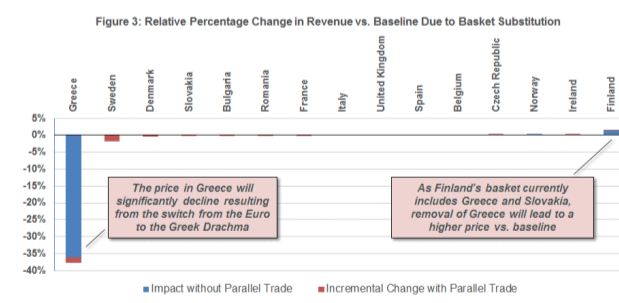 Figure 3: Relative Percentage Change in Revenue vs. Baseline Due to Basket Substitution
Greece
Sweden
Denmark
Slovakia
Bulgaria
Romania
France
Italy
United Kingdom
Spain
Belgium
Czech Republic
Norway
Ireland
Finland
5%
0%
-5%
-10%
-15%
-20%
-25%
-30%
-35%
-40%
The price in Greece will
significantly decline resulting
from the switch from the Euro
to the Greek Drachma
As Finland's basket currently
includes Greece and Slovakia,
removal of Greece will lead to a
higher price vs. baseline
Impact without Parallel Trade
Incremental Change with Parallel Trade